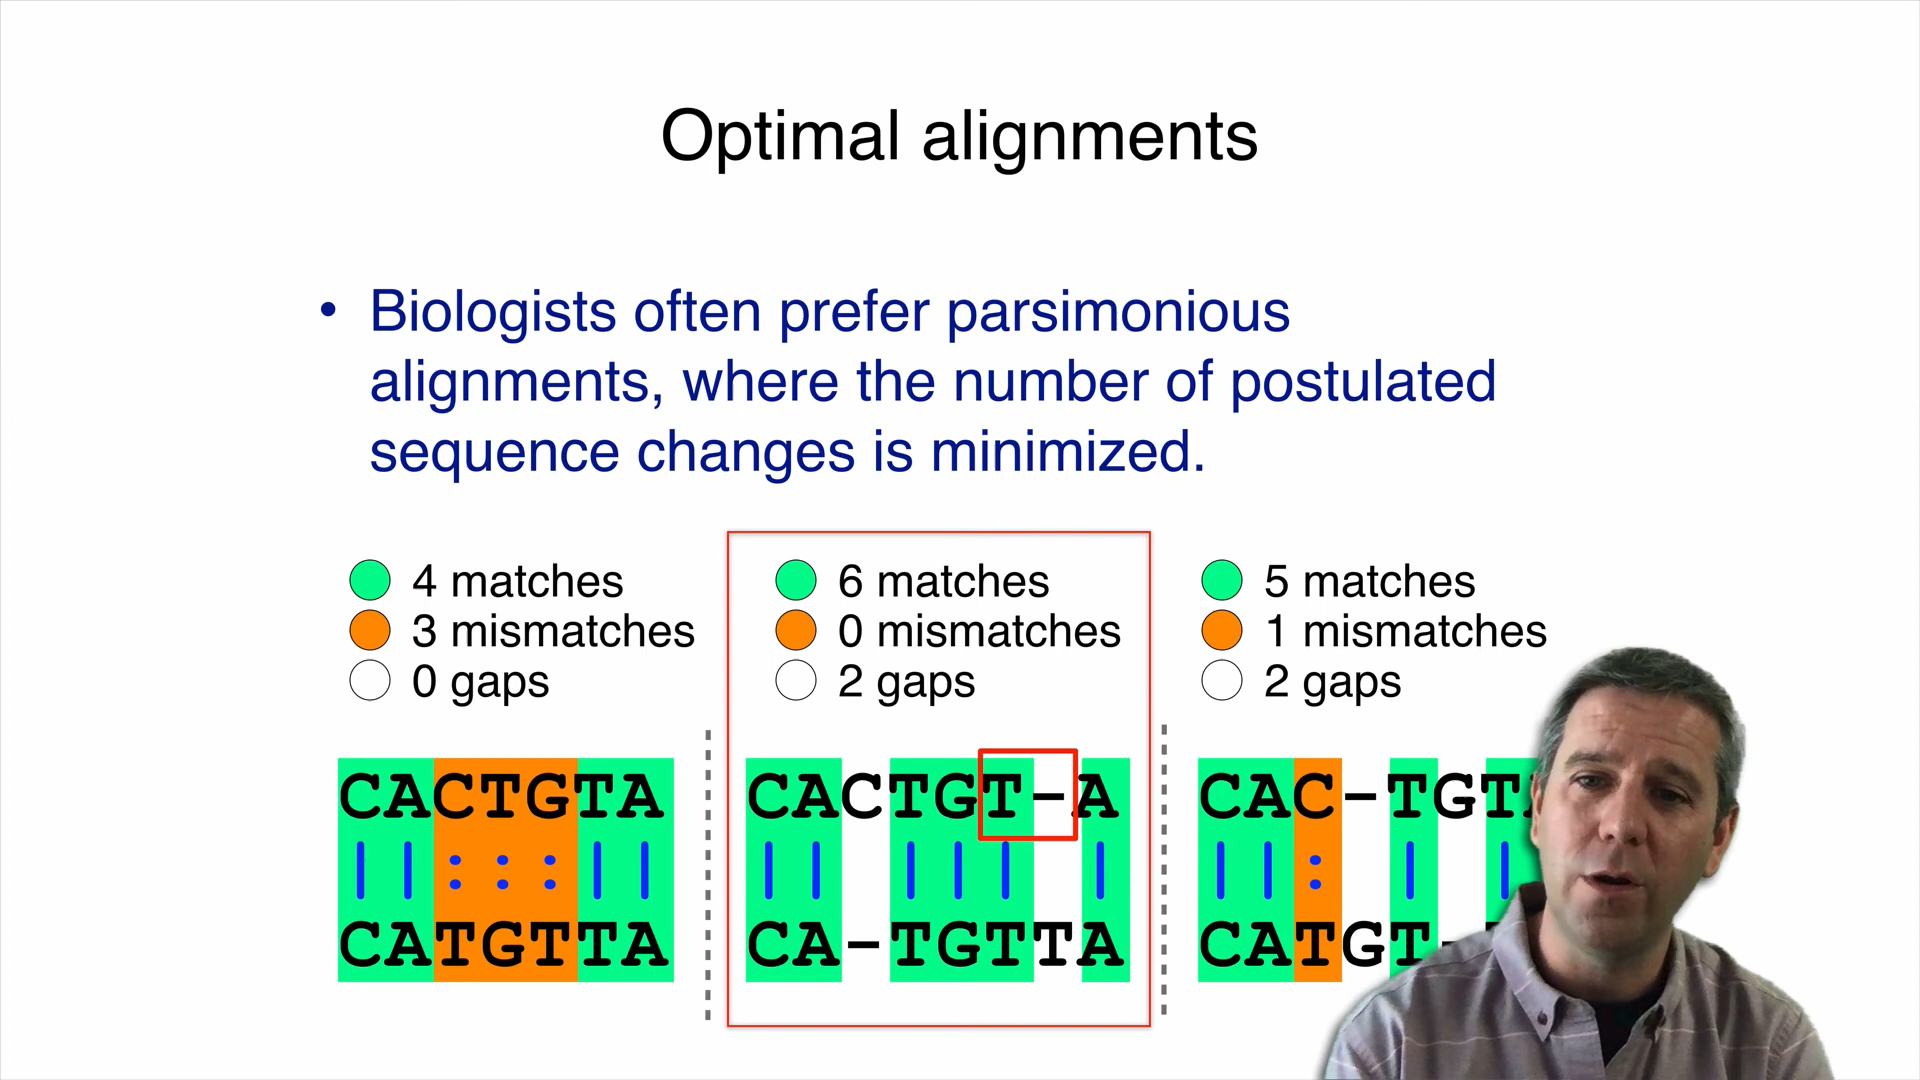 Optimal alignments
• Biologists often prefer parsimonious
alignments, where the number of postulated
sequence changes is minimized.
4 matches
3 mismatches
0 gaps
CACTGTA
||:::||
CATGTTA
6 matches
0 mismatches
2 gaps
CACTGT-A
|| ||| |
CA-TGTTA
5 matches
1 mismatches
2 gaps
CAC-TGT
||: | |
CATGT-